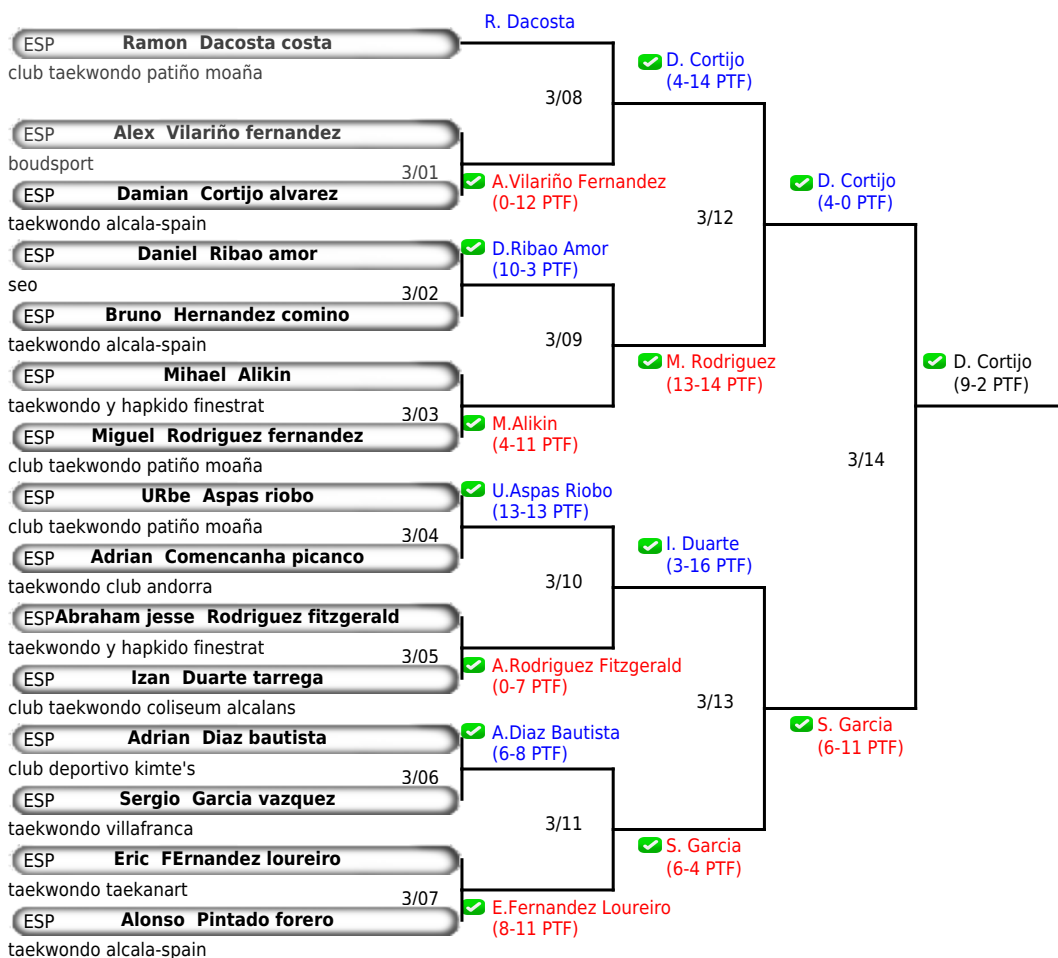 R. Dacosta
ESP Ramon Dacosta costa
club taekwondo patiño moaña
D. Cortijo
(4-14 PTF)
3/08
ESP Alex Vilariño fernandez
boudsport
3/01
A.Vilariño Fernandez
(0-12 PTF)
ESP Damian Cortijo alvarez
taekwondo alcala-spain
D. Cortijo
(4-0 PTF)
3/12
ESP Daniel Ribao amor
seo
D.Ribao Amor
(10-3 PTF)
3/02
ESP Bruno Hernandez comino
taekwondo alcala-spain
3/09
ESP Mihael Alikin
taekwondo y hapkido finestrat
M. Rodriguez
(13-14 PTF)
D. Cortijo
(9-2 PTF)
3/03
M.Alikin
(4-11 PTF)
ESP Miguel Rodriguez fernandez
club taekwondo patiño moaña
3/14
ESP URbe Aspas riobo
club taekwondo patiño moaña
U.Aspas Riobo
(13-13 PTF)
3/04
ESP Adrian Comencanha picanco
taekwondo club andorra
I. Duarte
(3-16 PTF)
3/10
ESP Abraham jesse Rodriguez fitzgerald
taekwondo y hapkido finestrat
3/05
A.Rodriguez Fitzgerald
(0-7 PTF)
ESP Izan Duarte tarrega
club taekwondo coliseum alcalans
3/13
S. Garcia
(6-11 PTF)
ESP Adrian Diaz bautista
club deportivo kimte's
A.Diaz Bautista
(6-8 PTF)
3/06
ESP Sergio Garcia vazquez
taekwondo villafranca
3/11
S. Garcia
(6-4 PTF)
ESP Eric FErnandez loureiro
taekwondo taekanart
3/07
E.Fernandez Loureiro
(8-11 PTF)
ESP Alonso Pintado forero
taekwondo alcala-spain